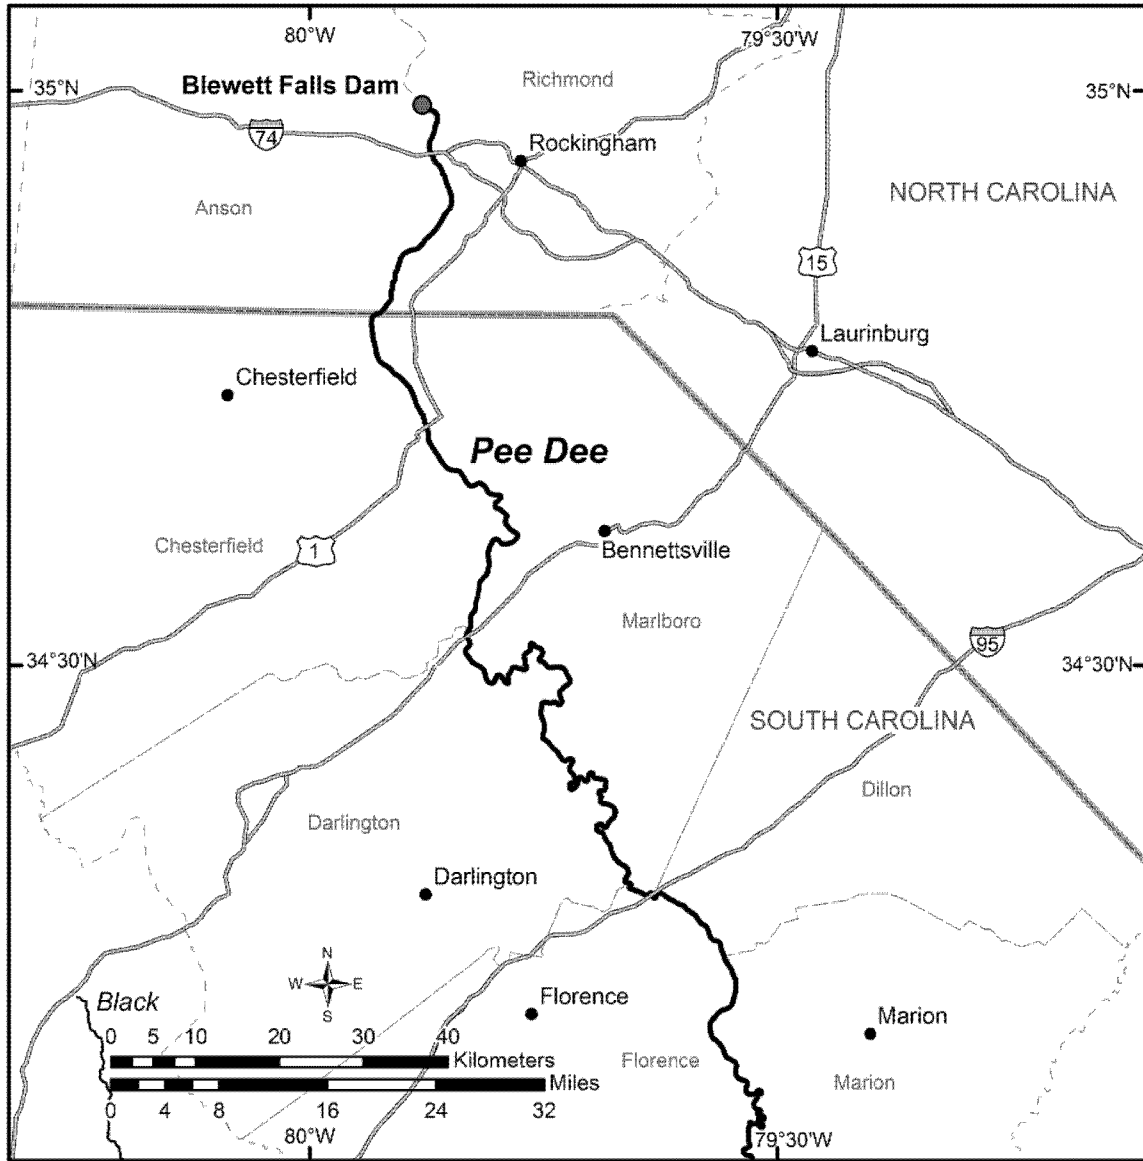 80°W
79°30'W
Blewett Falls Dam
Richmond
35°N
35°N
74
Rockingham
NORTH CAROLINA
Anson
15
Laurinburg
Chesterfield
Pee Dee
Chesterfield
1
Bennettsville
Marlboro
95
34°30'N
34°30'N
SOUTH CAROLINA
Dillon
Darlington
Darlington
N
W E
S
Black
Florence
Marion
0 5 10 20 30 40
Kilometers
Florence
Marion
Miles
0 4 8 16 24 32
80°W
79°30'W